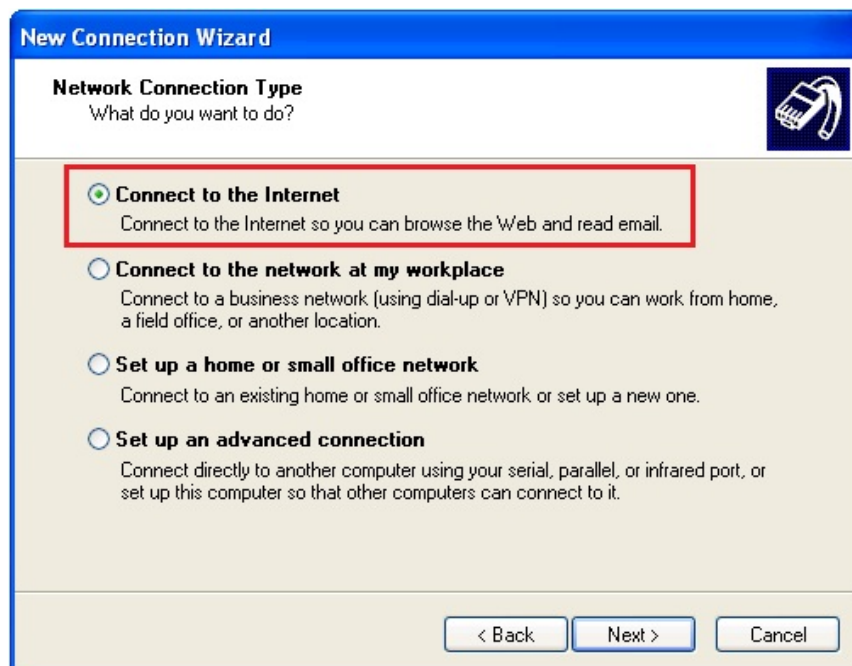 New Connection Wizard
Network Connection Type
What do you want to do?
Connect to the Internet
Connect to the Internet so you can browse the Web and read email.
Connect to the network at my workplace
Connect to a business network (using dial-up or VPN) so you can work from home,
a field office, or another location.
Set up a home or small office network
Connect to an existing home or small office network or set up a new one.
Set up an advanced connection
Connect directly to another computer using your serial, parallel, or infrared port, or
set up this computer so that other computers can connect to it.
< Back Next > Cancel